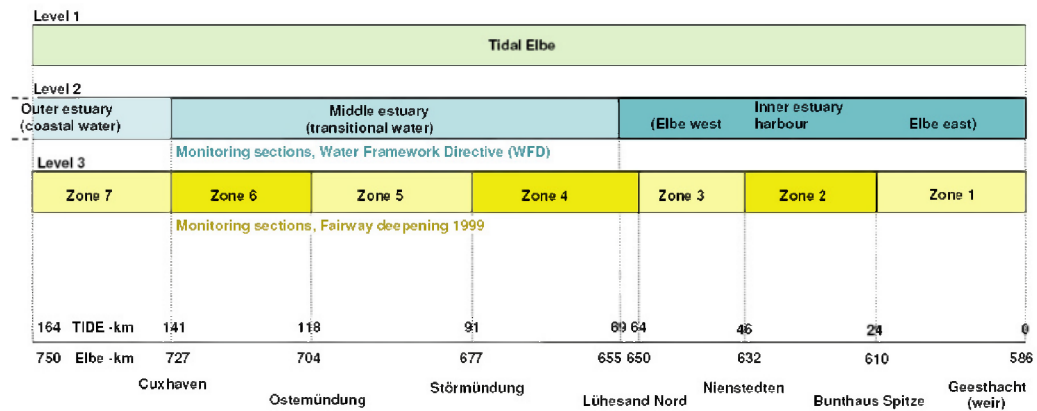 Level 1
Tidal Elbe
Level 2
Outer estuary
(coastal water)
Middle estuary
(transitional water)
Inner estuary
(Elbe west harbour Elbe east)
Monitoring sections, Water Framework Directive (WFD)
Level 3
Zone 7 Zone 6 Zone 5 Zone 4 Zone 3 Zone 2 Zone 1
Monitoring sections, Fairway deepening 1999
164 TIDE -km 141 118 91 69 64 46 24 0
750 Elbe -km 727 704 677 655 650 632 610 586
Cuxhaven
Ostemündung
Störmündung
Lühesand Nord
Nienstedten
Bunthaus Spitze
Geesthacht
(weir)